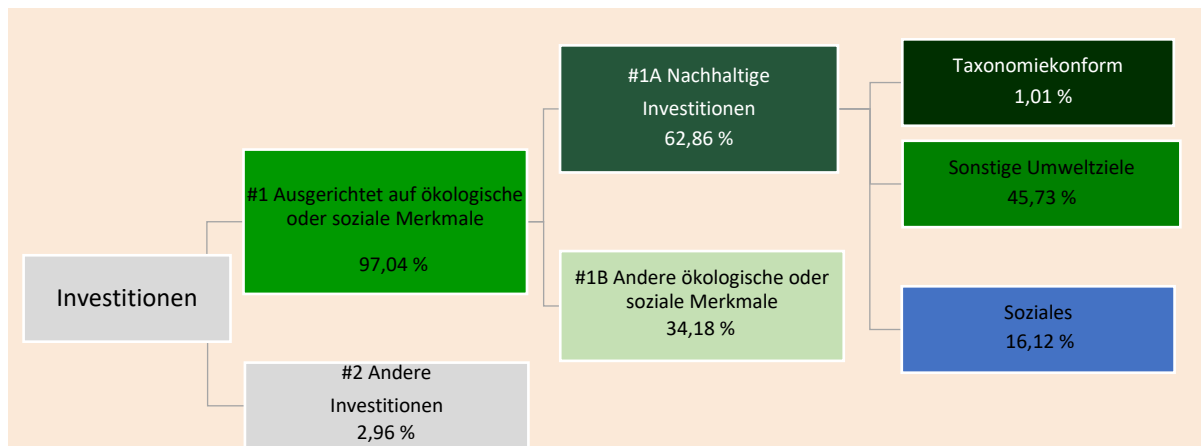 Investitionen
#1 Ausgerichtet auf ökologische
oder soziale Merkmale
97,04 %
#2 Andere
Investitionen
2,96 %
#1A Nachhaltige
Investitionen
62,86 %
#1B Andere ökologische oder
soziale Merkmale
34,18 %
Taxonomiekonform
1,01 %
Sonstige Umweltziele
45,73 %
Soziales
16,12 %